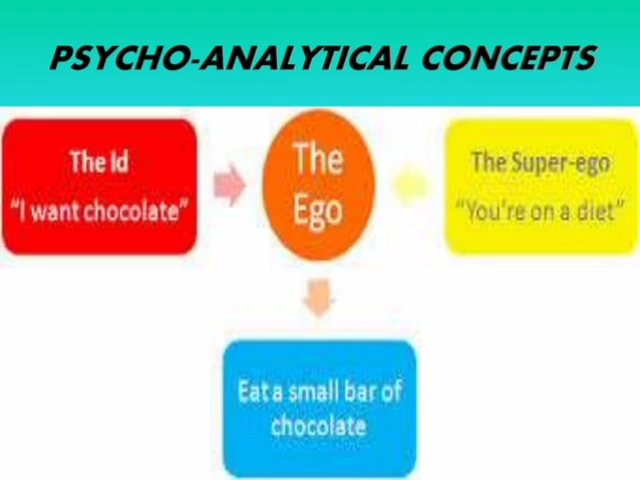 PSYCHO-ANALYTICAL CONCEPTS
The Id
“I want chocolate”
The
Ego
The Super-ego
“You're on a diet”
Eat a small bar of
chocolate